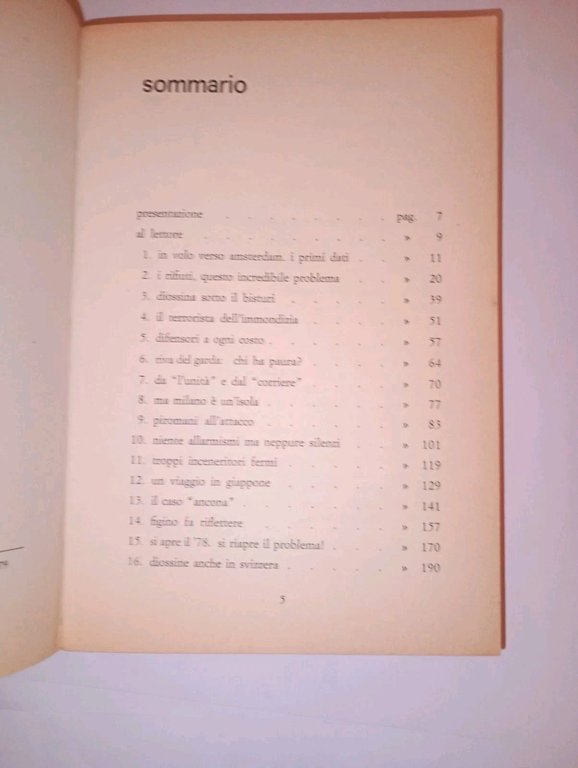 sommario
presentazione . . . . . . . . pag. 7
al lettore . . . . . . . . . » 9
1. in volo verso amsterdam. i primi dati . . » 11
2. i rifiuti, questo incredibile problema . . » 20
3. diossina sotto il bisturi . . . . . » 39
4. il terrorista dell'immondizia . . . . » 51
5. difensori a ogni costo . . . . . . » 57
6. riva del garda: chi ha paura? . . . . » 64
7. da "l'unità" e dal "corriere" . . . . » 70
8. ma milano è un'isola . . . . . . » 77
9. piromani all'attacco . . . . . . » 83
10. niente allarmismi ma neppure silenzi . . » 101
11. troppi inceneritori fermi . . . . . » 119
12. un viaggio in giappone . . . . . » 129
13. il caso "ancona" . . . . . . . » 141
14. figino fa riflettere . . . . . . » 157
15. si apre il '78. si riapre il problema! . . . » 170
16. diossine anche in svizzera . . . . . » 190
5